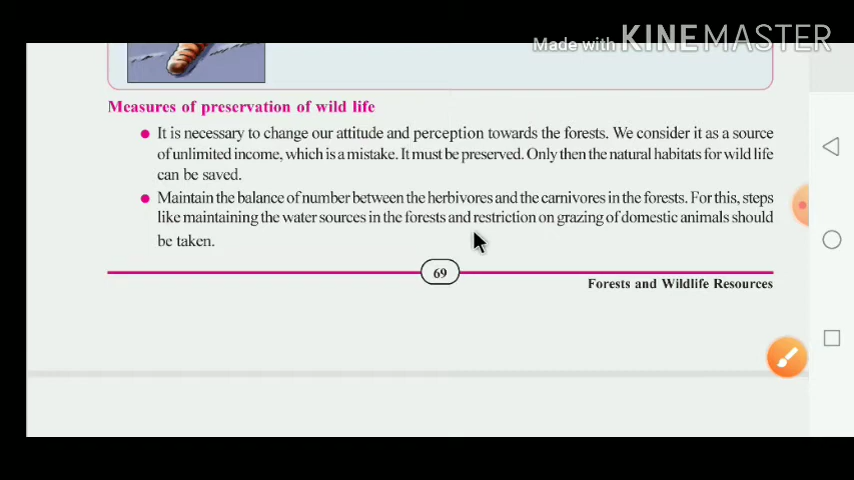 Made with KINEMASTER
Measures of preservation of wild life
It is necessary to change our attitude and perception towards the forests. We consider it as a source
of unlimited income, which is a mistake. It must be preserved. Only then the natural habitats for wild life
can be saved.
Maintain the balance of number between the herbivores and the carnivores in the forests. For this, steps
like maintaining the water sources in the forests and restriction on grazing of domestic animals should
be taken.
69
Forests and Wildlife Resources